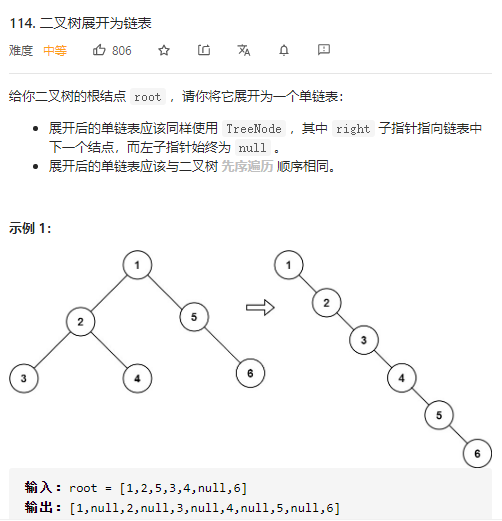 114. 二叉树展开为链表
难度 中等 806
给你二叉树的根结点 root ，请你将它展开为一个单链表：
展开后的单链表应该同样使用 TreeNode ，其中 right 子指针指向链表中
下一个结点，而左子指针始终为 null 。
展开后的单链表应该与二叉树 先序遍历 顺序相同。
示例 1：
1 1
2 5 2
3
3 4 6 4
5
6
输入：root = [1,2,5,3,4,null,6]
输出：[1,null,2,null,3,null,4,null,5,null,6]